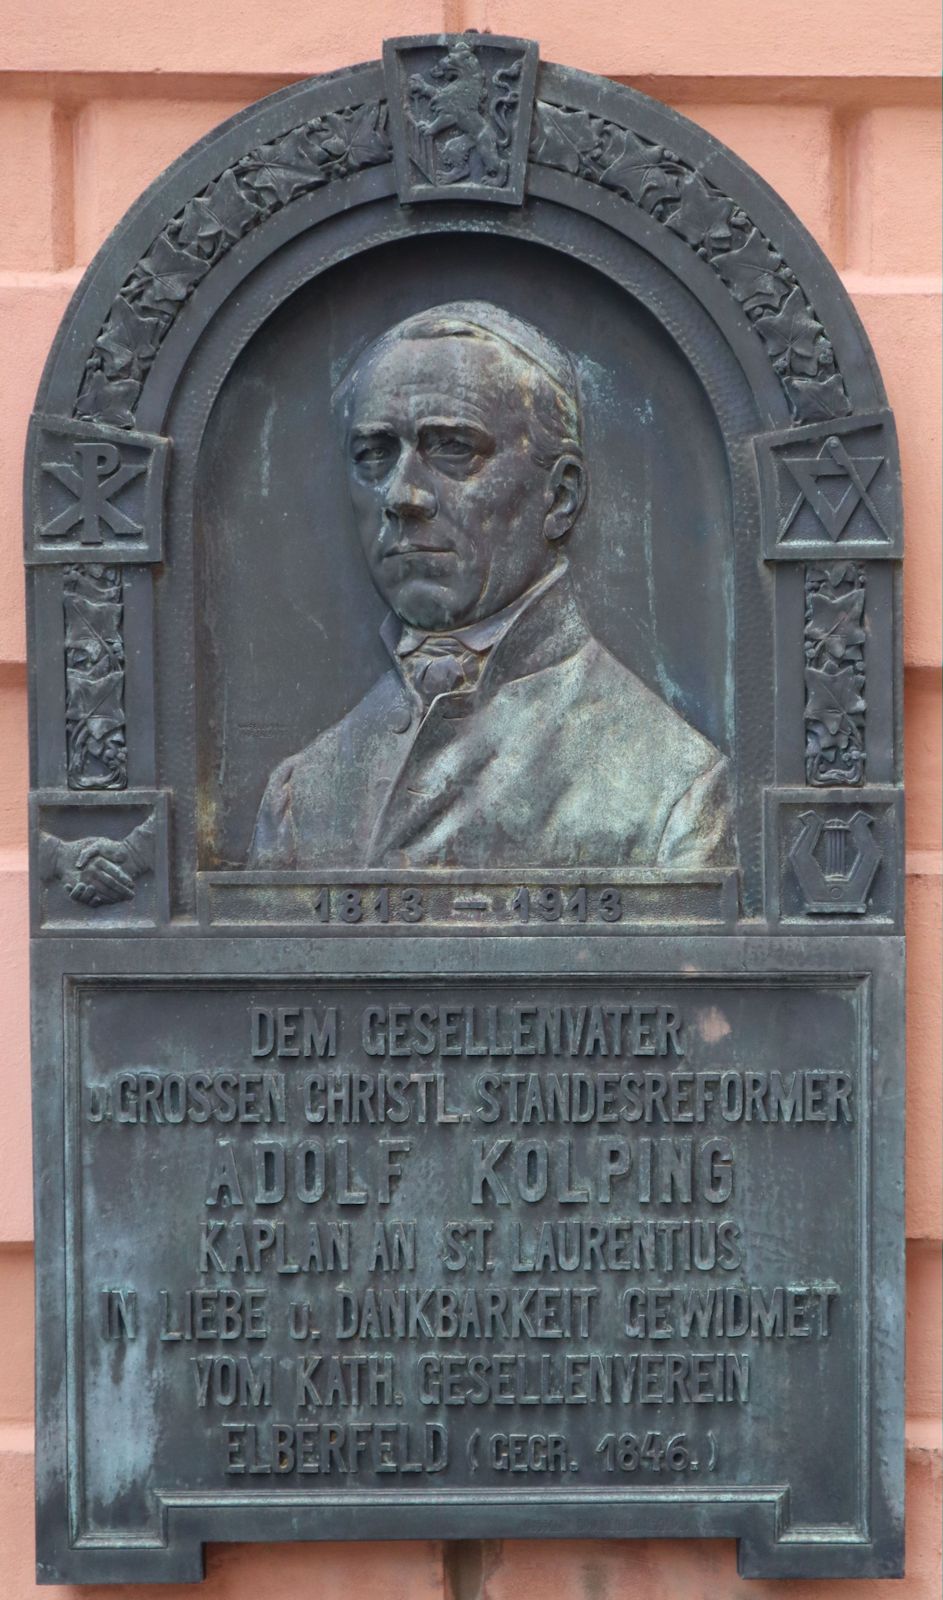 1813 – 1913
DEM GESELLENVATER
U. GROSSEN CHRISTL. STANDESREFORMER
ADOLF KOLPING
KAPLAN AN ST. LAURENTIUS
IN LIEBE U. DANKBARKEIT GEWIDMET
VOM KATH. GESELLENVEREIN
ELBERFELD (GEGR. 1846.)